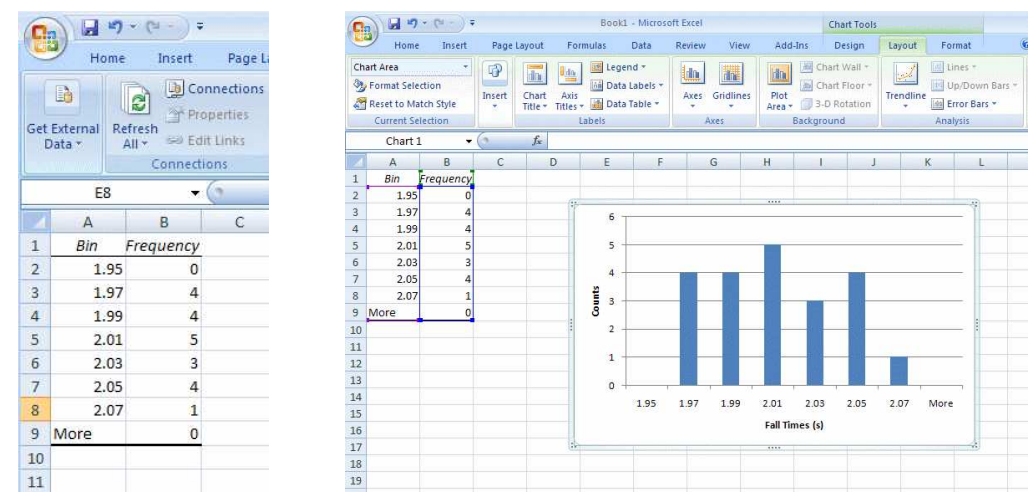 Home Insert Page La
Connections
Properties
Edit Links
Get External Data
Refresh All
Connections
E8
A B C
1 Bin Frequency
2 1.95 0
3 1.97 4
4 1.99 4
5 2.01 5
6 2.03 3
7 2.05 4
8 2.07 1
9 More 0
10
11
Book1 - Microsoft Excel Chart Tools
Home Insert Page Layout Formulas Data Review View Add-Ins Design Layout Format
Chart Area
Format Selection
Reset to Match Style
Current Selection
Insert
Chart Title
Axis Titles
Legend
Data Labels
Data Table
Labels
Axes
Gridlines
Axes
Plot Area
Chart Wall
Chart Floor
3-D Rotation
Background
Trendline
Lines
Up/Down Bars
Error Bars
Analysis
Chart 1 fx
A B C D E F G H I J K L
1 Bin Frequency
2 1.95 0
3 1.97 4
4 1.99 4
5 2.01 5
6 2.03 3
7 2.05 4
8 2.07 1
9 More 0
10
11
12
13
14
15
16
17
18
19
6
5
4
3
2
1
0
Counts
1.95 1.97 1.99 2.01 2.03 2.05 2.07 More
Fall Times (s)